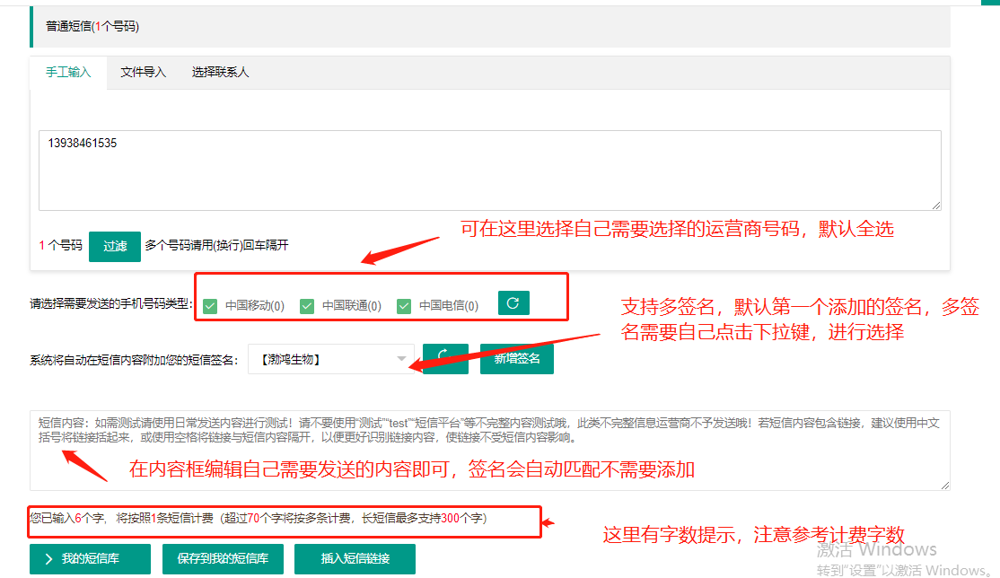 普通短信(1个号码)
手工输入 文件导入 选择联系人
13938461535
可在这里选择自己需要选择的运营商号码，默认全选
1 个号码 过滤 多个号码请用(换行)回车隔开
请选择需要发送的手机号码类型: 中国移动(0) 中国联通(0) 中国电信(0)
支持多签名，默认第一个添加的签名，多签
名需要自己点击下拉键，进行选择
系统将自动在短信内容附加您的短信签名: 【渤鸿生物】 新增签名
短信内容：如需测试请使用日常发送内容进行测试！请不要使用“测试”“test”“短信平台”等不完整内容测试哦，此类不完整信息运营商不予发送哦！若短信内容包含链接，建议使用中文
括号将链接括起来，或使用空格将链接与短信内容隔开，以便更好识别链接内容，使链接不受短信内容影响。
在内容框编辑自己需要发送的内容即可，签名会自动匹配不需要添加
您已输入6个字，将按照1条短信计费（超过70个字将按多条计费，长短信最多支持300个字）
这里有字数提示，注意参考计费字数
我的短信库 保存到我的短信库 插入短信链接
激活 Windows
转到“设置”以激活 Windows。